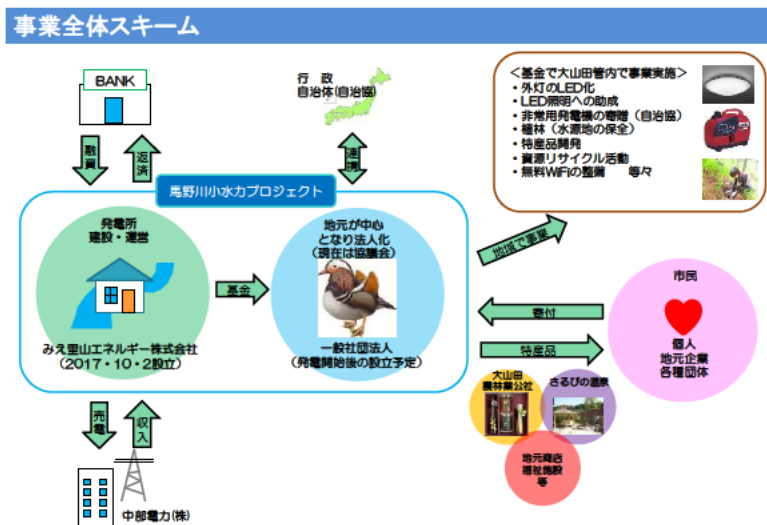 事業全体スキーム
BANK
行 政
自治体(自治協)
<基金で大山田管内で事業実施>
・外灯のLED化
・LED照明への助成
・非常用発電機の寄贈（自治協）
・植林（水源地の保全）
・特産品開発
・資源リサイクル活動
・無料WiFiの整備 等々
融資
返済
連携
馬野川小水力プロジェクト
発電所
建設・運営
地元が中心
となり法人化
(現在は協議会)
地域で事業
基金
みえ里山エネルギー株式会社
(2017・10・2設立)
一般社団法人
(発電開始後の設立予定)
寄付
特産品
市民
個人
地元企業
各種団体
大山田
農林業公社
さるびの温泉
地元商店
福祉施設
等
売電
収入
中部電力(株)